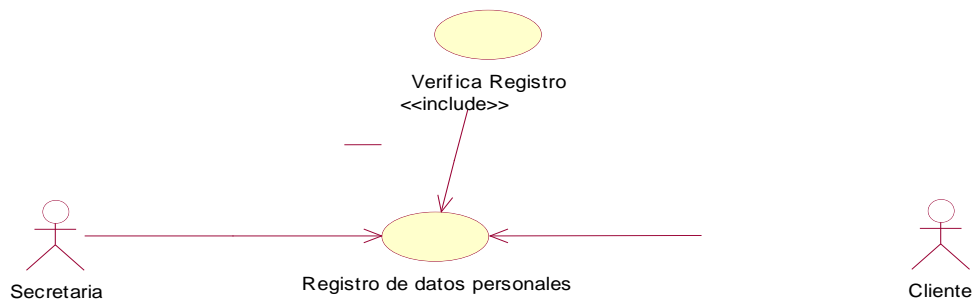 Verifica Registro
<<include>>
Registro de datos personales
Secretaria
Cliente